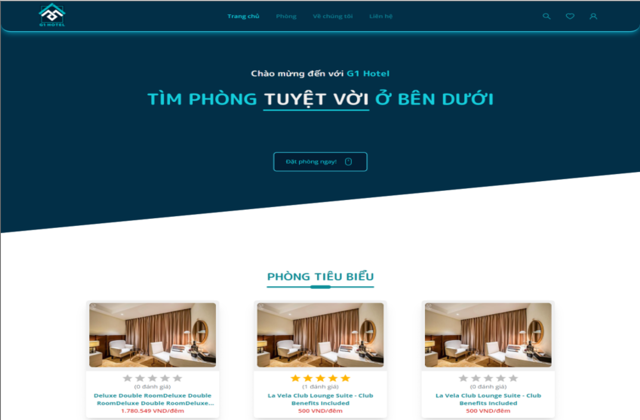 G1 HOTEL
Trang chủ Phòng Về chúng tôi Liên hệ
Chào mừng đến với G1 Hotel
TÌM PHÒNG TUYỆT VỜI Ở BÊN DƯỚI
Đặt phòng ngay!
PHÒNG TIÊU BIỂU
(0 đánh giá)
Deluxe Double RoomDeluxe Double
RoomDeluxe Double RoomDeluxe...
1.780.549 VND/đêm
(1 đánh giá)
La Vela Club Lounge Suite - Club
Benefits Included
500 VND/đêm
(0 đánh giá)
La Vela Club Lounge Suite - Club
Benefits Included
500 VND/đêm